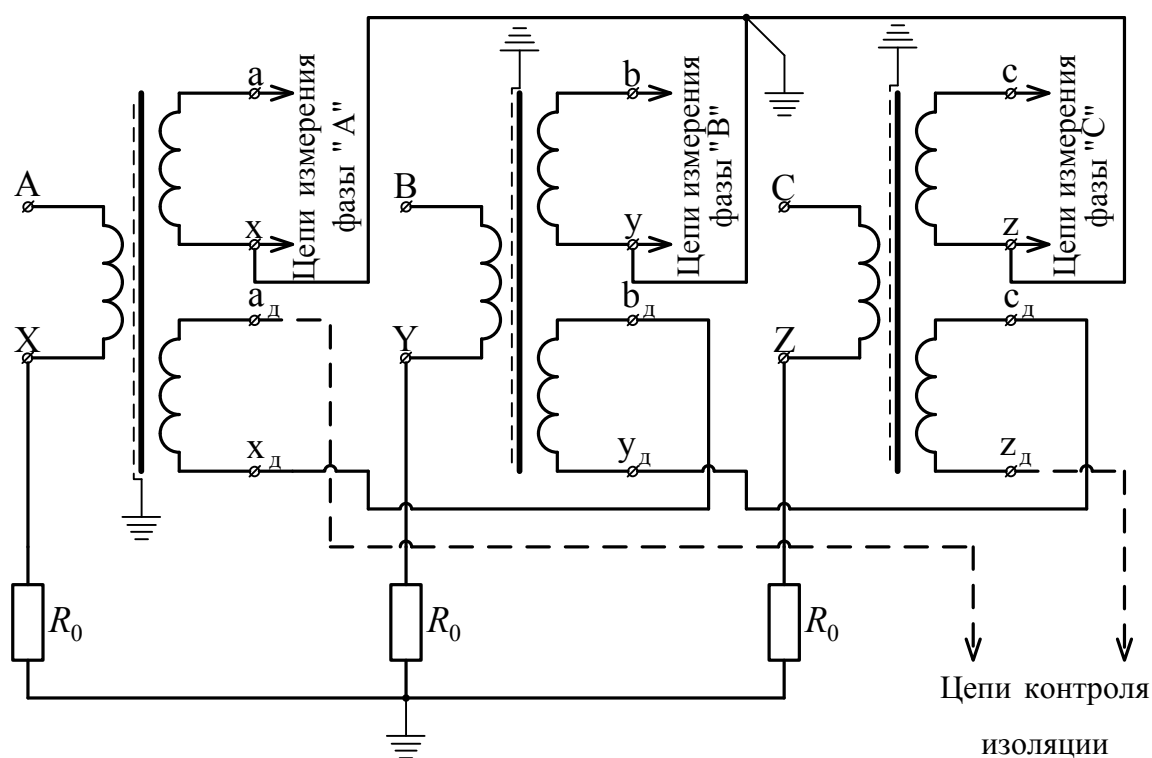 a
Цепи измерения
фазы "A"
b
Цепи измерения
фазы "B"
c
Цепи измерения
фазы "C"
A
B
C
x
y
z
X
Y
Z
aд
bд
cд
xд
yд
zд
R0
R0
R0
Цепи контроля
изоляции